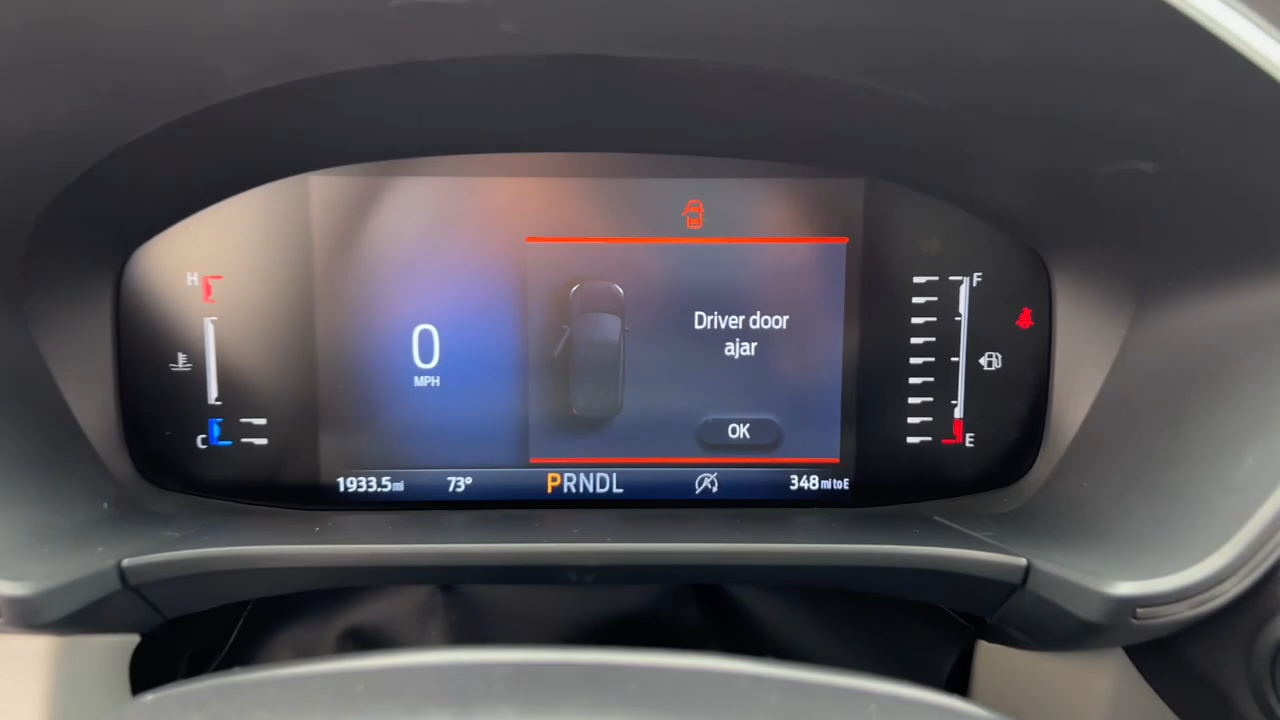 H
C
0
MPH
Driver door
ajar
OK
F
E
1933.5mi 73° PRNDL 348 mi to E